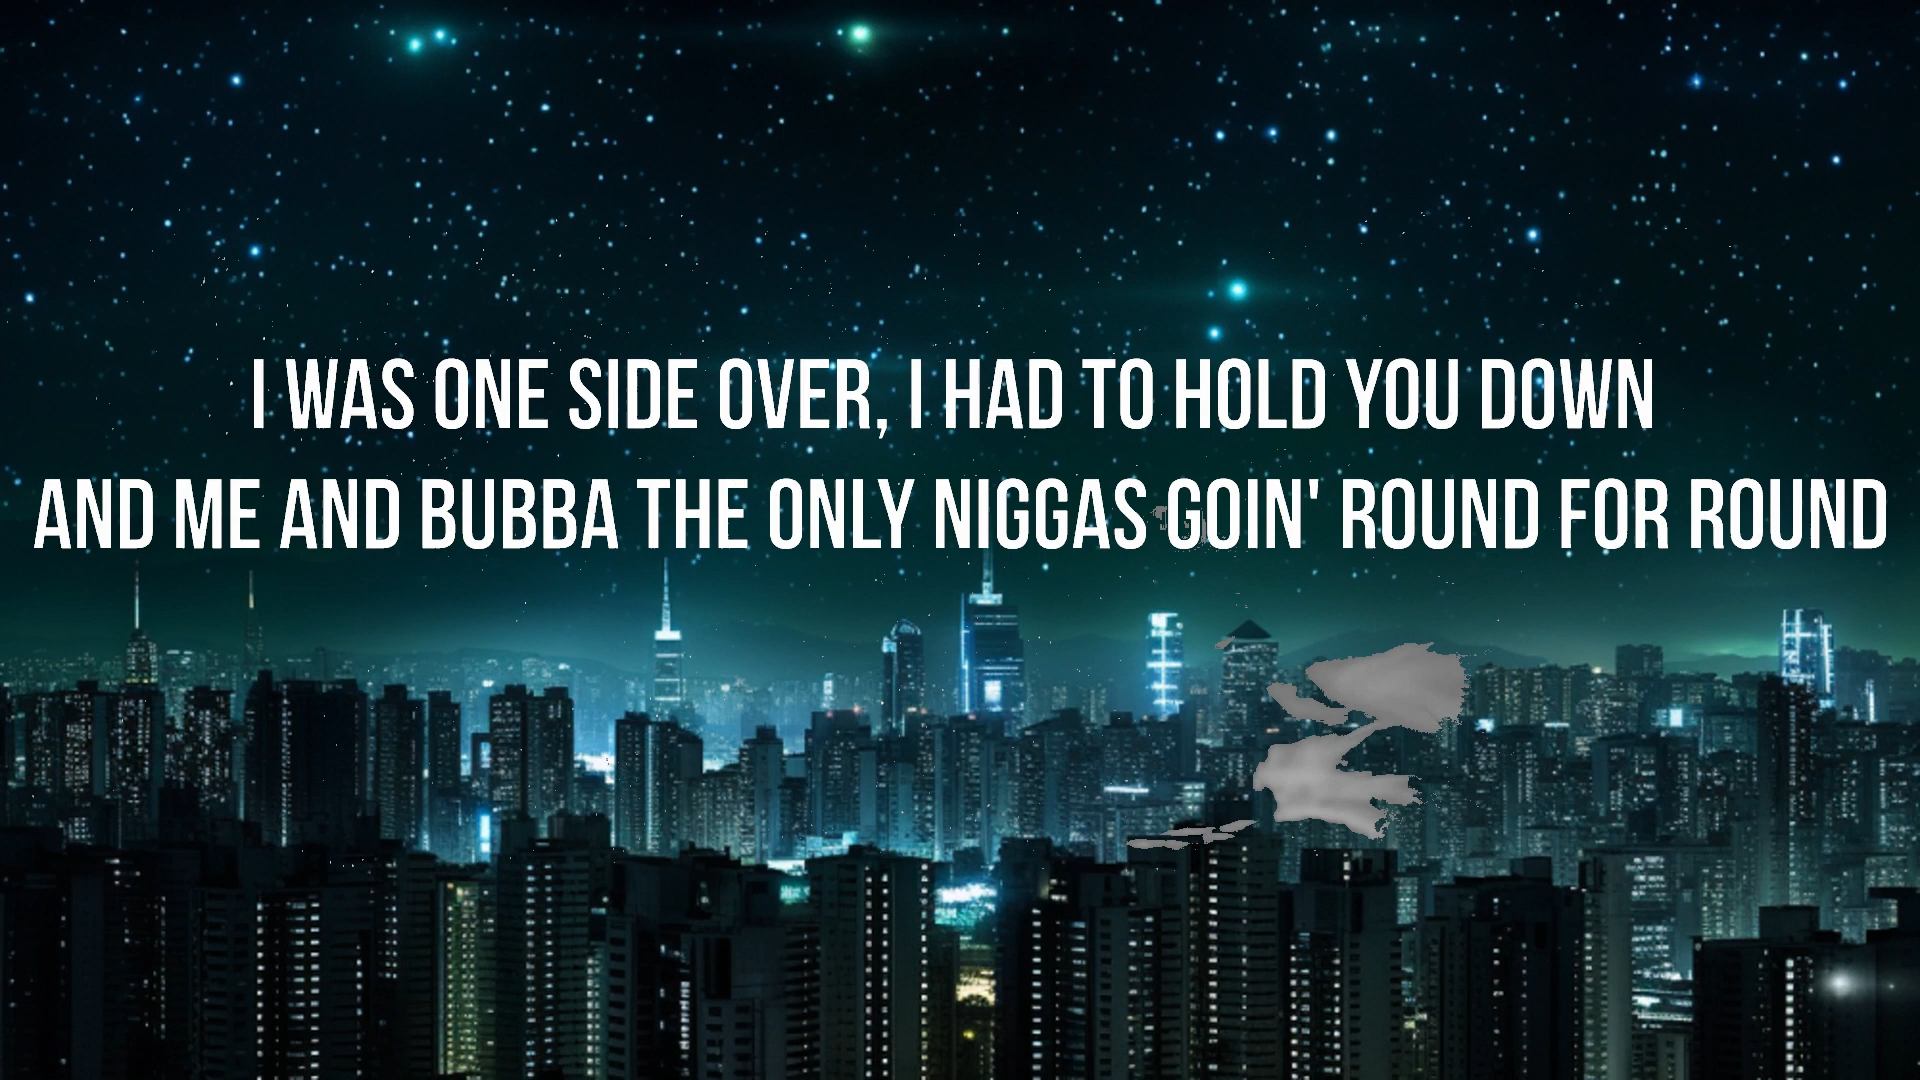 I WAS ONE SIDE OVER, I HAD TO HOLD YOU DOWN
AND ME AND BUBBA THE ONLY NIGGAS GOIN' ROUND FOR ROUND